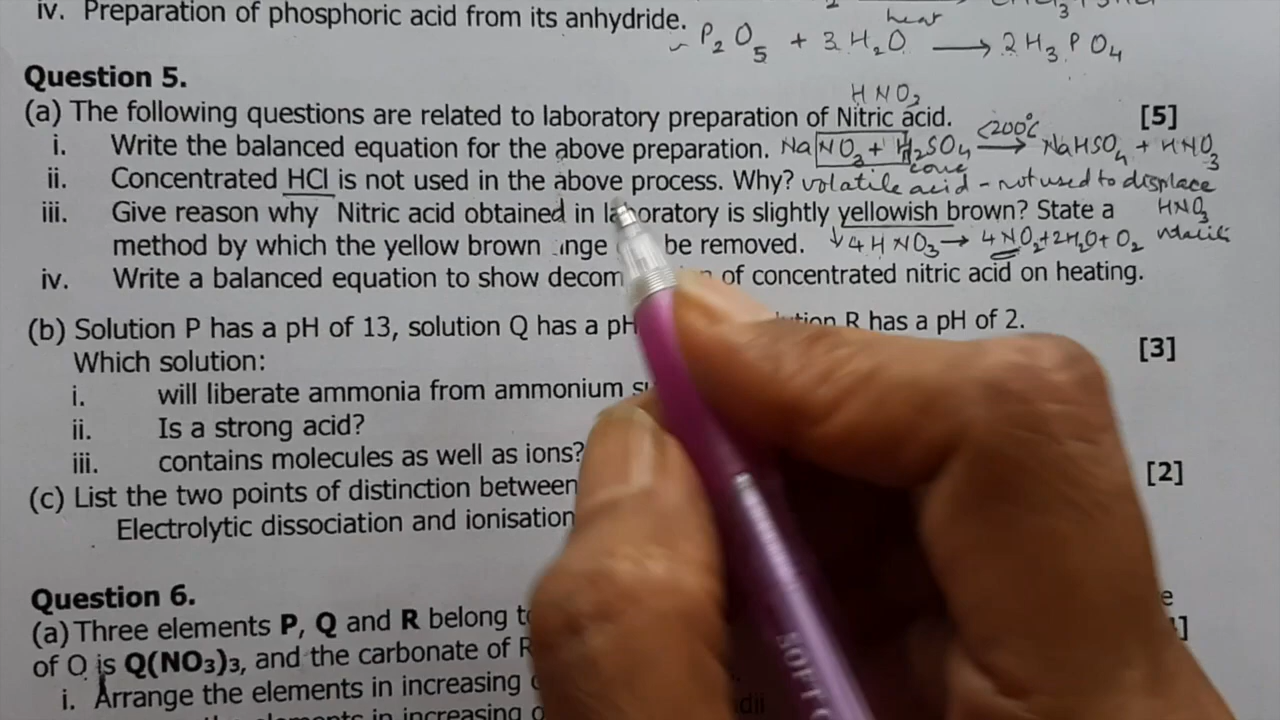 iv. Preparation of phosphoric acid from its anhydride.
heat
P2O5 + 3H2O ⟶ 2H3PO4
Question 5.
HNO3
(a) The following questions are related to laboratory preparation of Nitric acid. [5]
i. Write the balanced equation for the above preparation. NaNO3 + H2SO4 ⟶ NaHSO4 + HNO3
<200°C
conc
ii. Concentrated HCl is not used in the above process. Why? volatile acid - not used to displace
iii. Give reason why Nitric acid obtained in laboratory is slightly yellowish brown? State a HNO3
method by which the yellow brown be removed. ↓ 4HNO3 → 4NO2+2H2O+O2
iv. Write a balanced equation to show decom of concentrated nitric acid on heating.
(b) Solution P has a pH of 13, solution Q has a pH R has a pH of 2.
Which solution: [3]
i. will liberate ammonia from ammonium
ii. Is a strong acid?
iii. contains molecules as well as ions?
(c) List the two points of distinction between [2]
Electrolytic dissociation and ionisation
Question 6.
(a) Three elements P, Q and R belong
of Q is Q(NO3)3, and the carbonate of R
i. Arrange the elements in increasing
elements in increasing
SOFT